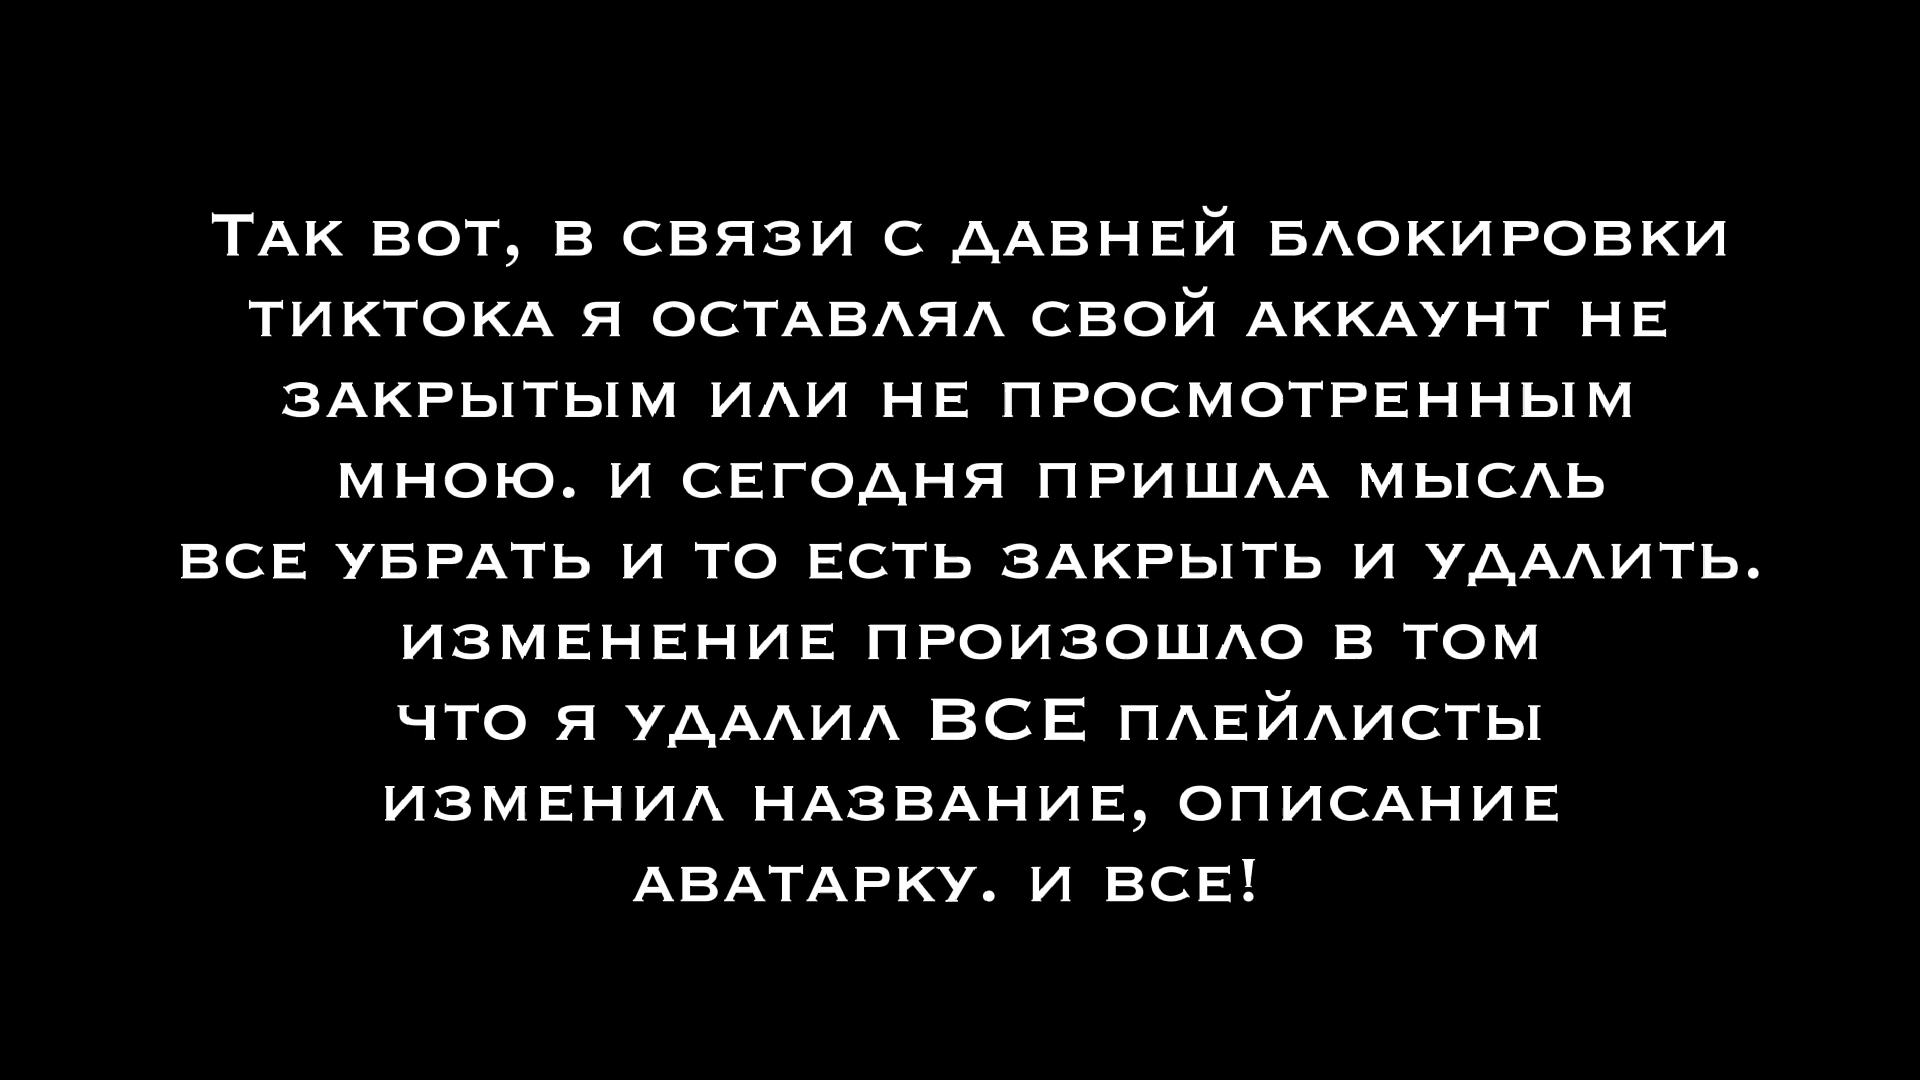 Так вот, в связи с давней блокировки
тиктока я оставлял свой аккаунт не
закрытым или не просмотренным
мною. и сегодня пришла мысль
все убрать и то есть закрыть и удалить.
изменение произошло в том
что я удалил ВСЕ плейлисты
изменил название, описание
аватарку. и все!